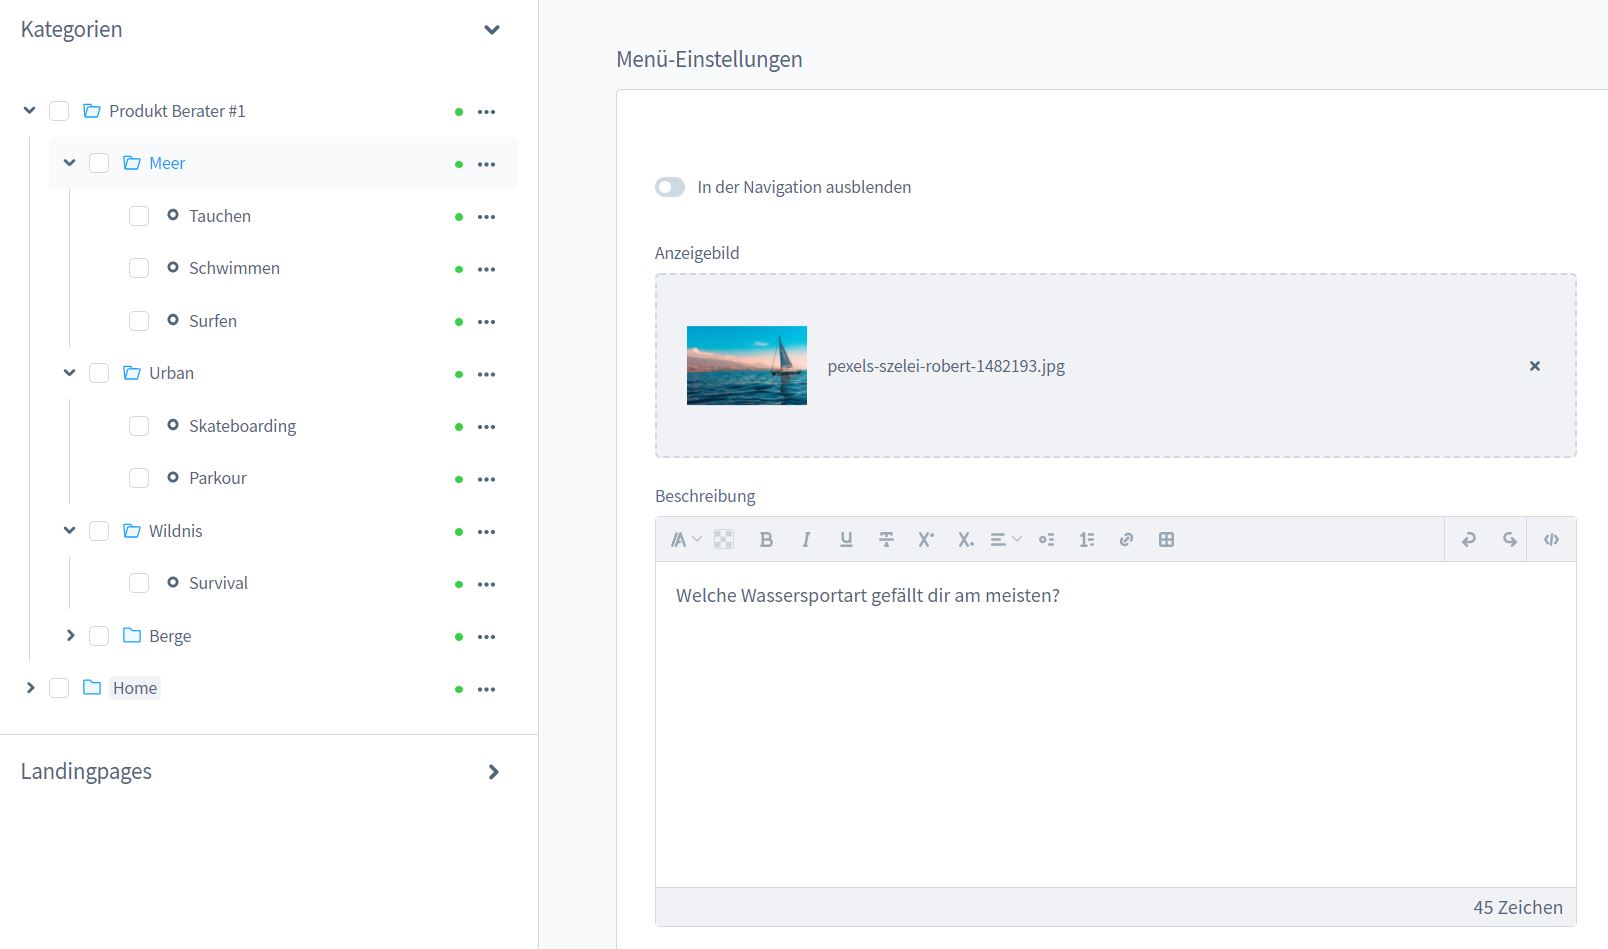 Kategorien
Produkt Berater #1
Meer
Tauchen
Schwimmen
Surfen
Urban
Skateboarding
Parkour
Wildnis
Survival
Berge
Home
Landingpages
Menü-Einstellungen
In der Navigation ausblenden
Anzeigebild
pexels-szelei-robert-1482193.jpg
Beschreibung
Welche Wassersportart gefällt dir am meisten?
45 Zeichen